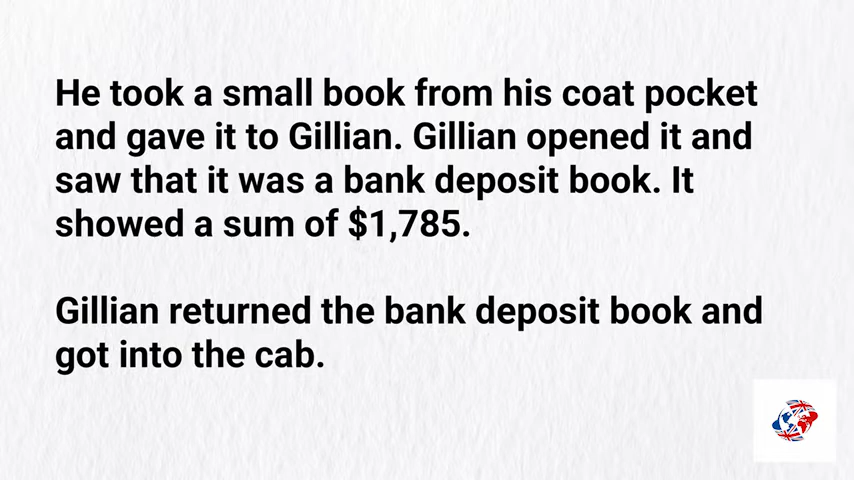 He took a small book from his coat pocket
and gave it to Gillian. Gillian opened it and
saw that it was a bank deposit book. It
showed a sum of $1,785.
Gillian returned the bank deposit book and
got into the cab.